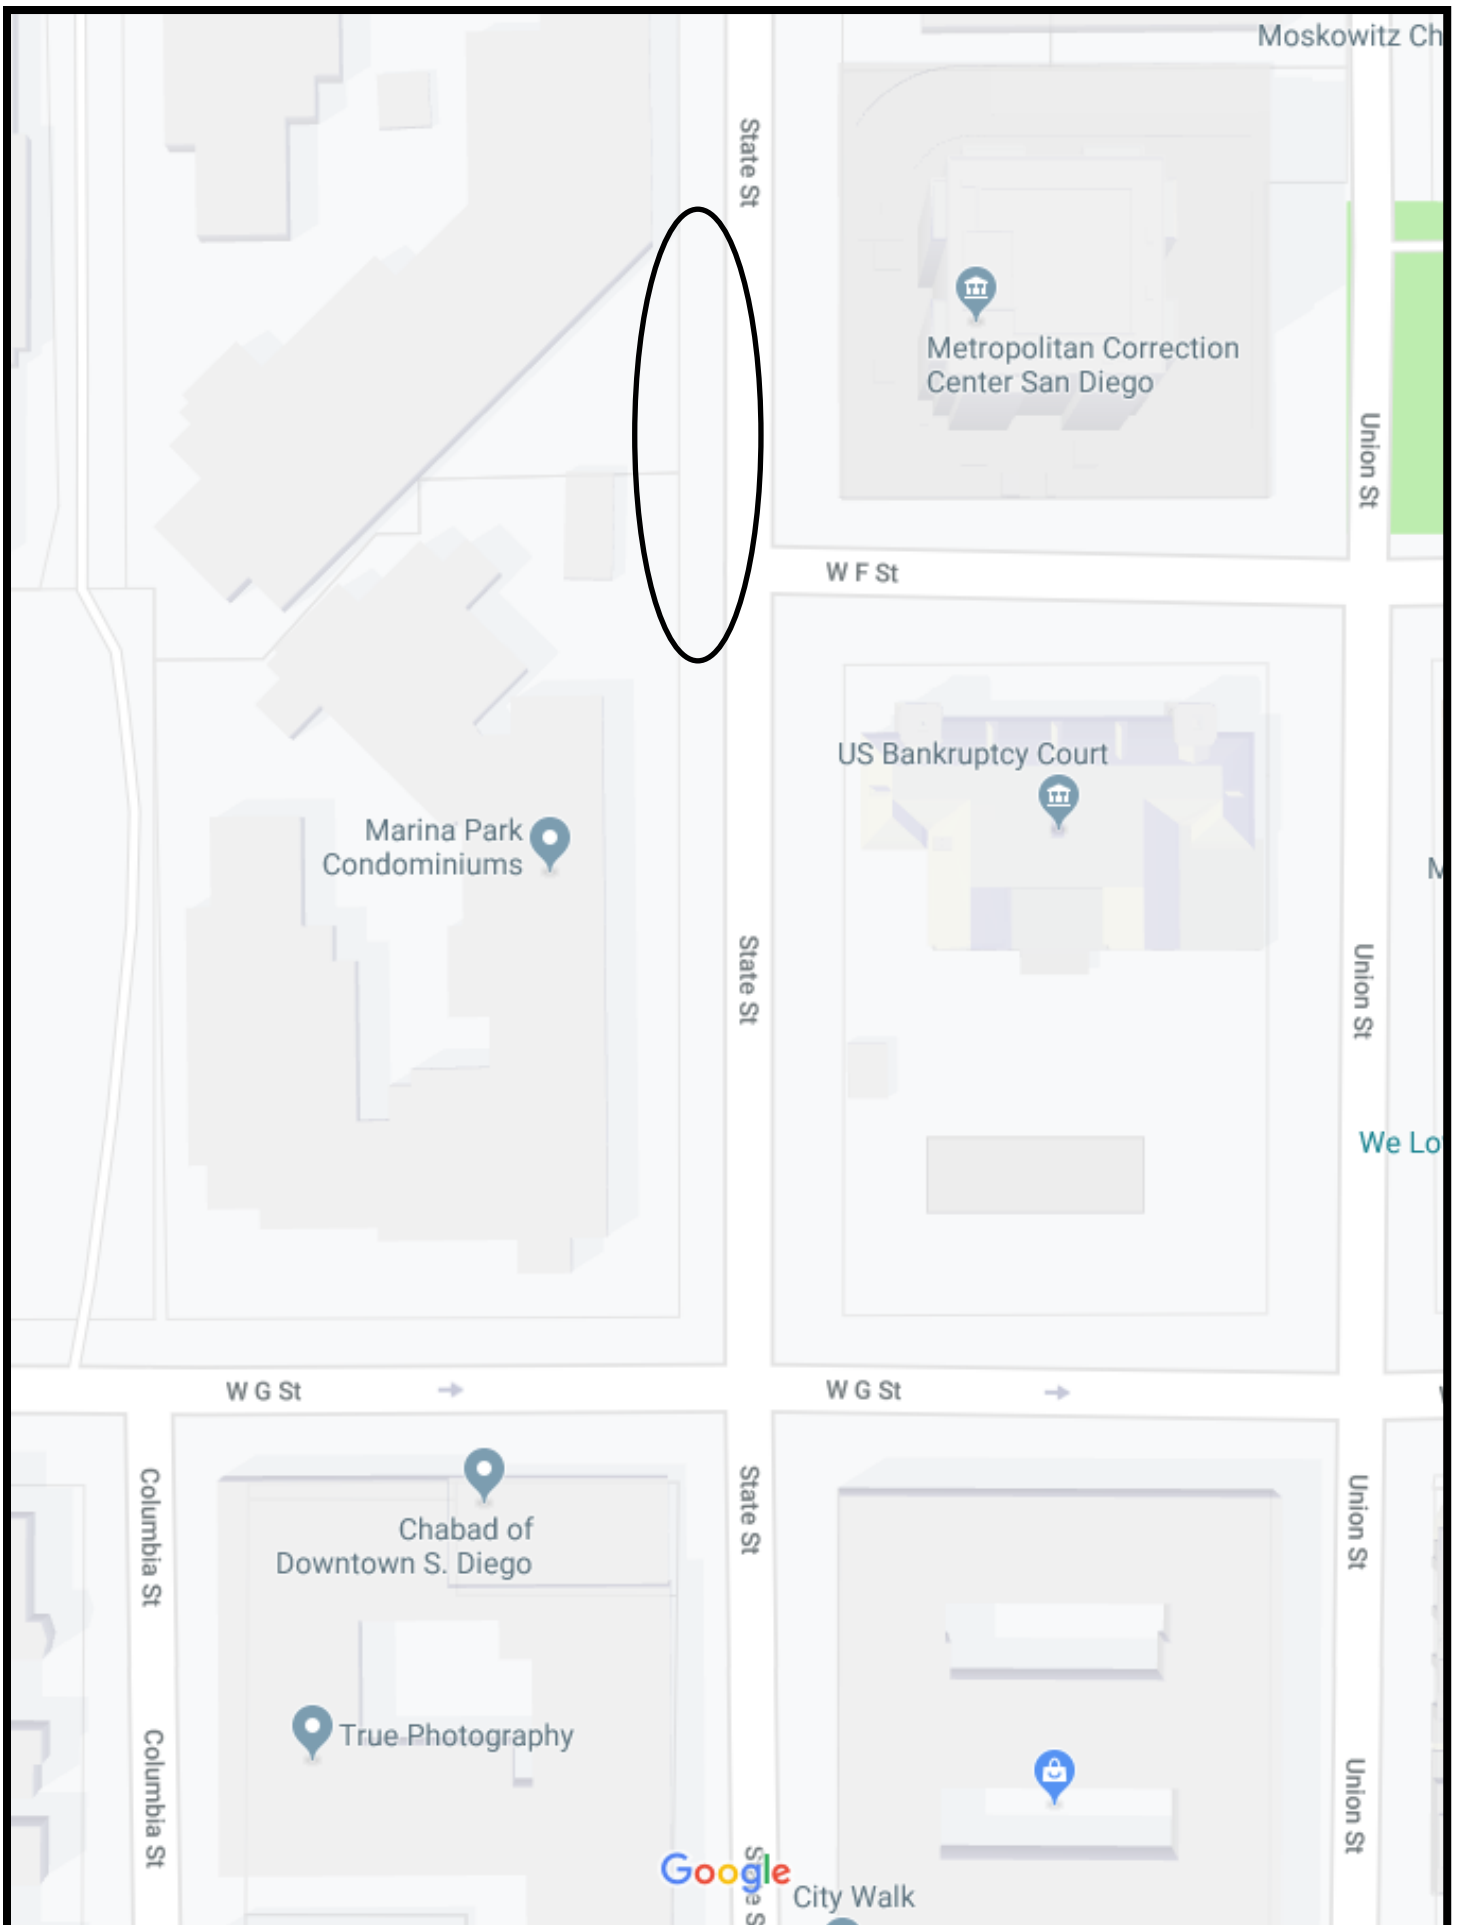 Moskowitz Ch
State St
Metropolitan Correction
Center San Diego
Union St
W F St
US Bankruptcy Court
Marina Park
Condominiums
M
State St
Union St
We Lo
W G St
W G St
Columbia St
State St
Union St
Chabad of
Downtown S. Diego
True Photography
Columbia St
Union St
Google
City Walk